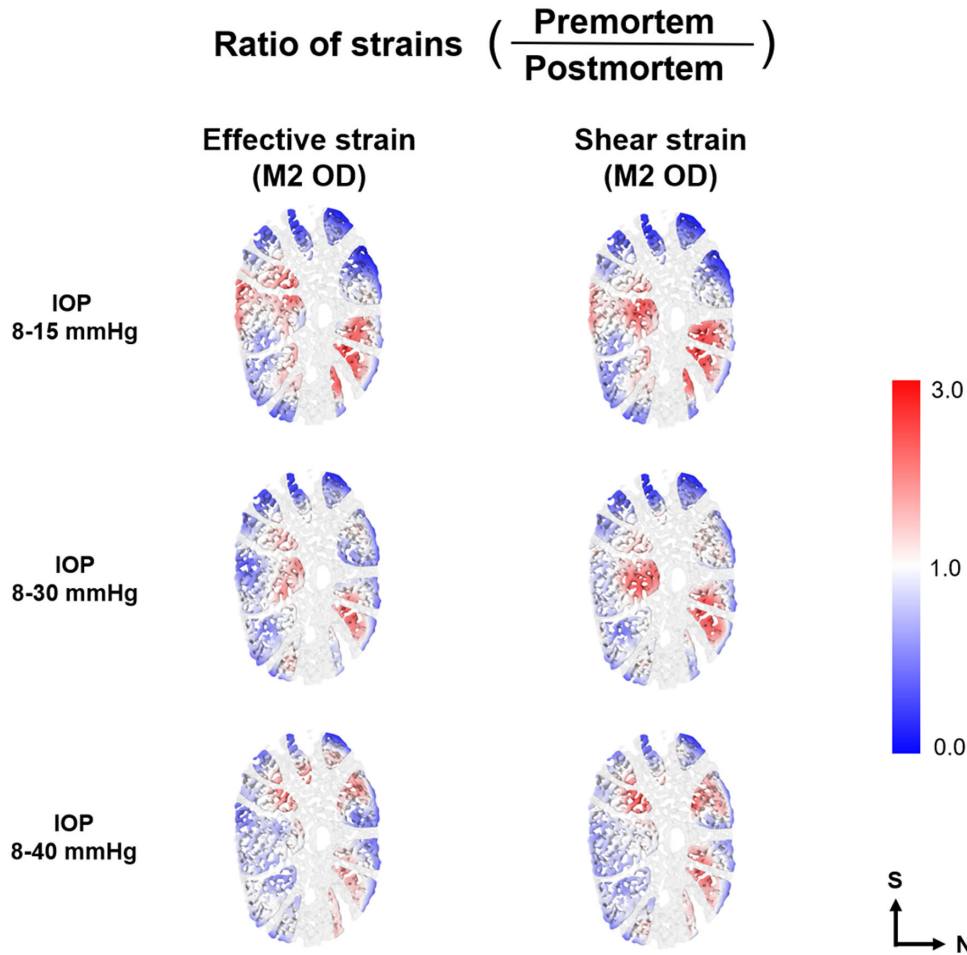 Ratio of strains ( Premortem
Postmortem )
Effective strain
(M2 OD)
Shear strain
(M2 OD)
IOP
8-15 mmHg
IOP
8-30 mmHg
IOP
8-40 mmHg
3.0
1.0
0.0
S
N